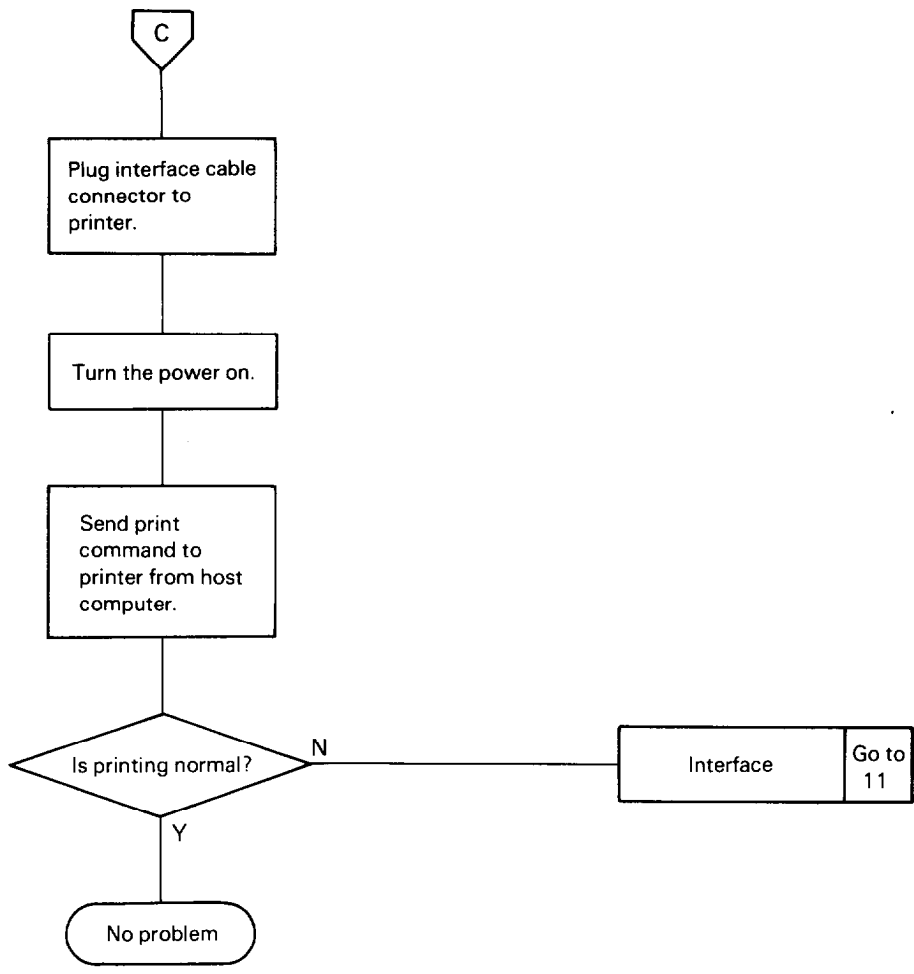 C
Plug interface cable
connector to
printer.
Turn the power on.
Send print
command to
printer from host
computer.
Is printing normal?
N
Interface
Go to
11
Y
No problem